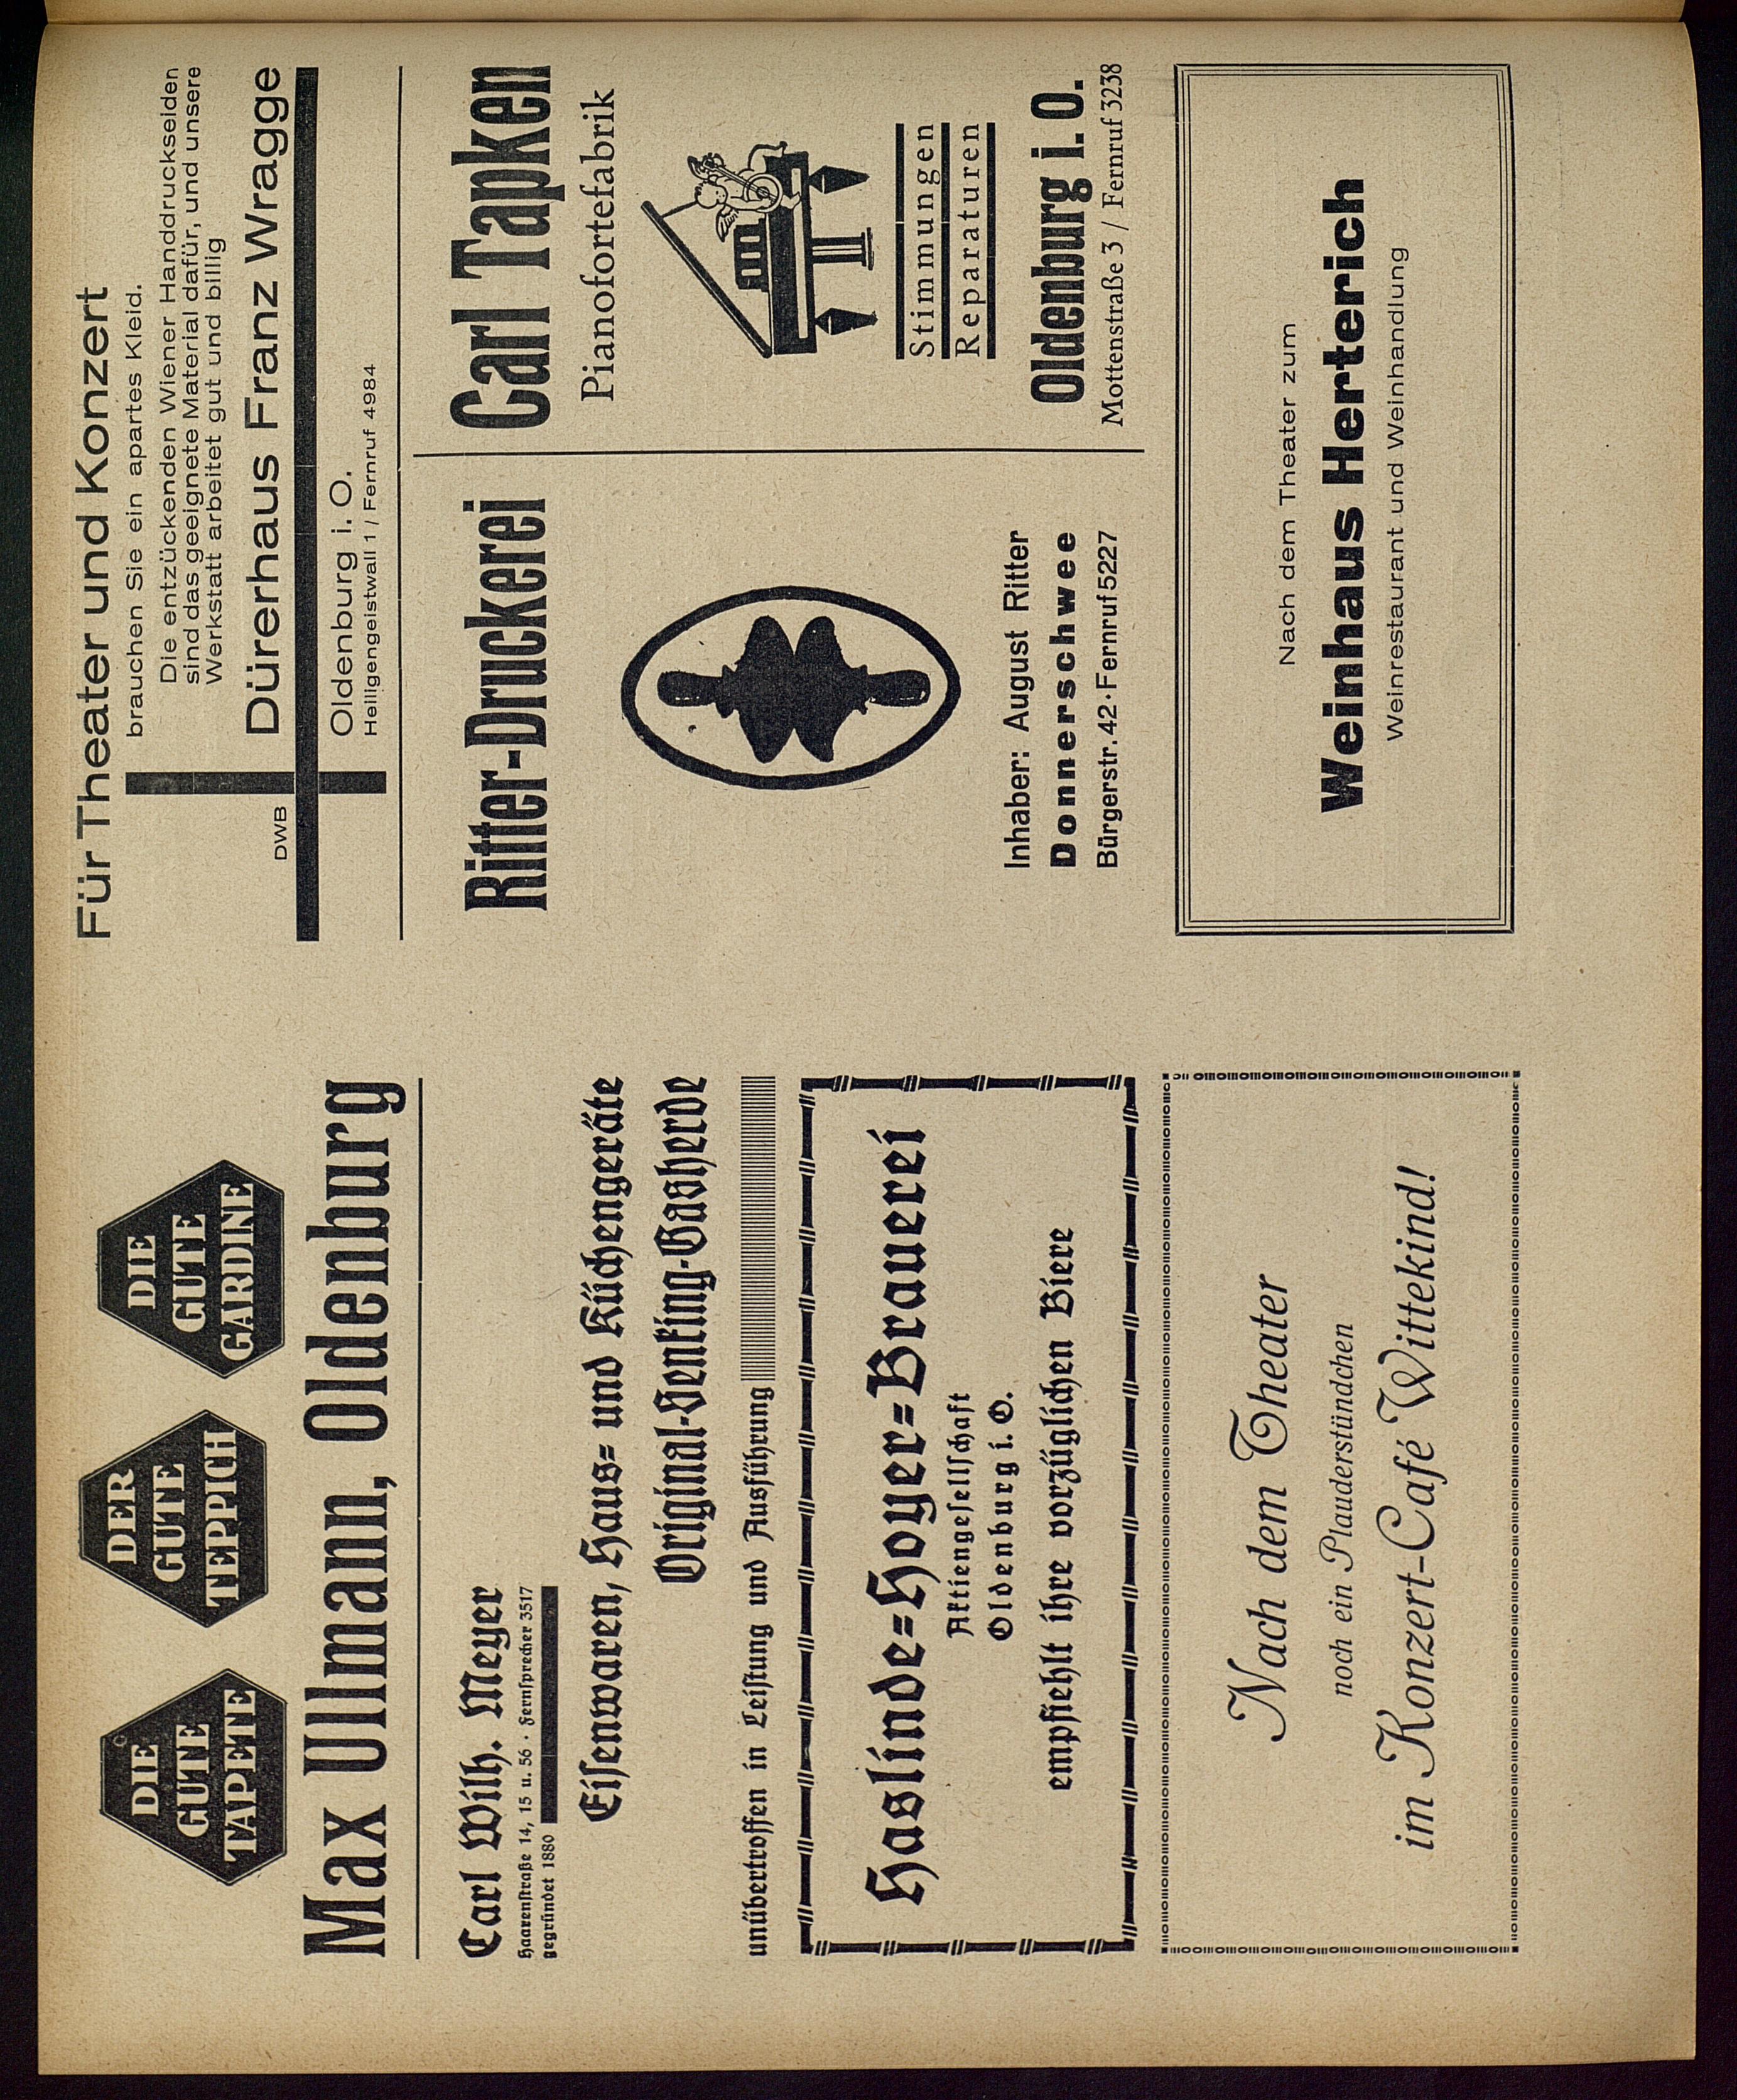 DIE
GUTE
TAPETE
DER
GUTE
TEPPICH
DIE
GUTE
GARDINE
Max Ullmann, Oldenburg
Carl Wilh. Meyer
Haarenstraße 14, 15 u. 56 · Fernsprecher 3517
gegründet 1880
Eisenwaren, Haus- und Küchengeräte
Original-Senking-Gasherde
unübertroffen in Leistung und Ausführung
Haslinde-Hoyer-Brauerei
Aktiengesellschaft
Oldenburg i. O.
empfiehlt ihre vorzüglichen Biere
Nach dem Theater
noch ein Plauderstündchen
im Konzert-Café Wittekind!
Für Theater und Konzert
brauchen Sie ein apartes Kleid.
Die entzückenden Wiener Handdruckseiden
sind das geeignete Material dafür, und unsere
Werkstatt arbeitet gut und billig
DWB
Dürerhaus Franz Wragge
Oldenburg i. O.
Heiligengeistwall 1 / Fernruf 4984
Ritter-Druckerei
Inhaber: August Ritter
Donnerschwee
Bürgerstr. 42 · Fernruf 5227
Carl Tapken
Pianofortefabrik
Stimmungen
Reparaturen
Oldenburg i. O.
Mottenstraße 3 / Fernruf 3238
Nach dem Theater zum
Weinhaus Herterich
Weinrestaurant und Weinhandlung